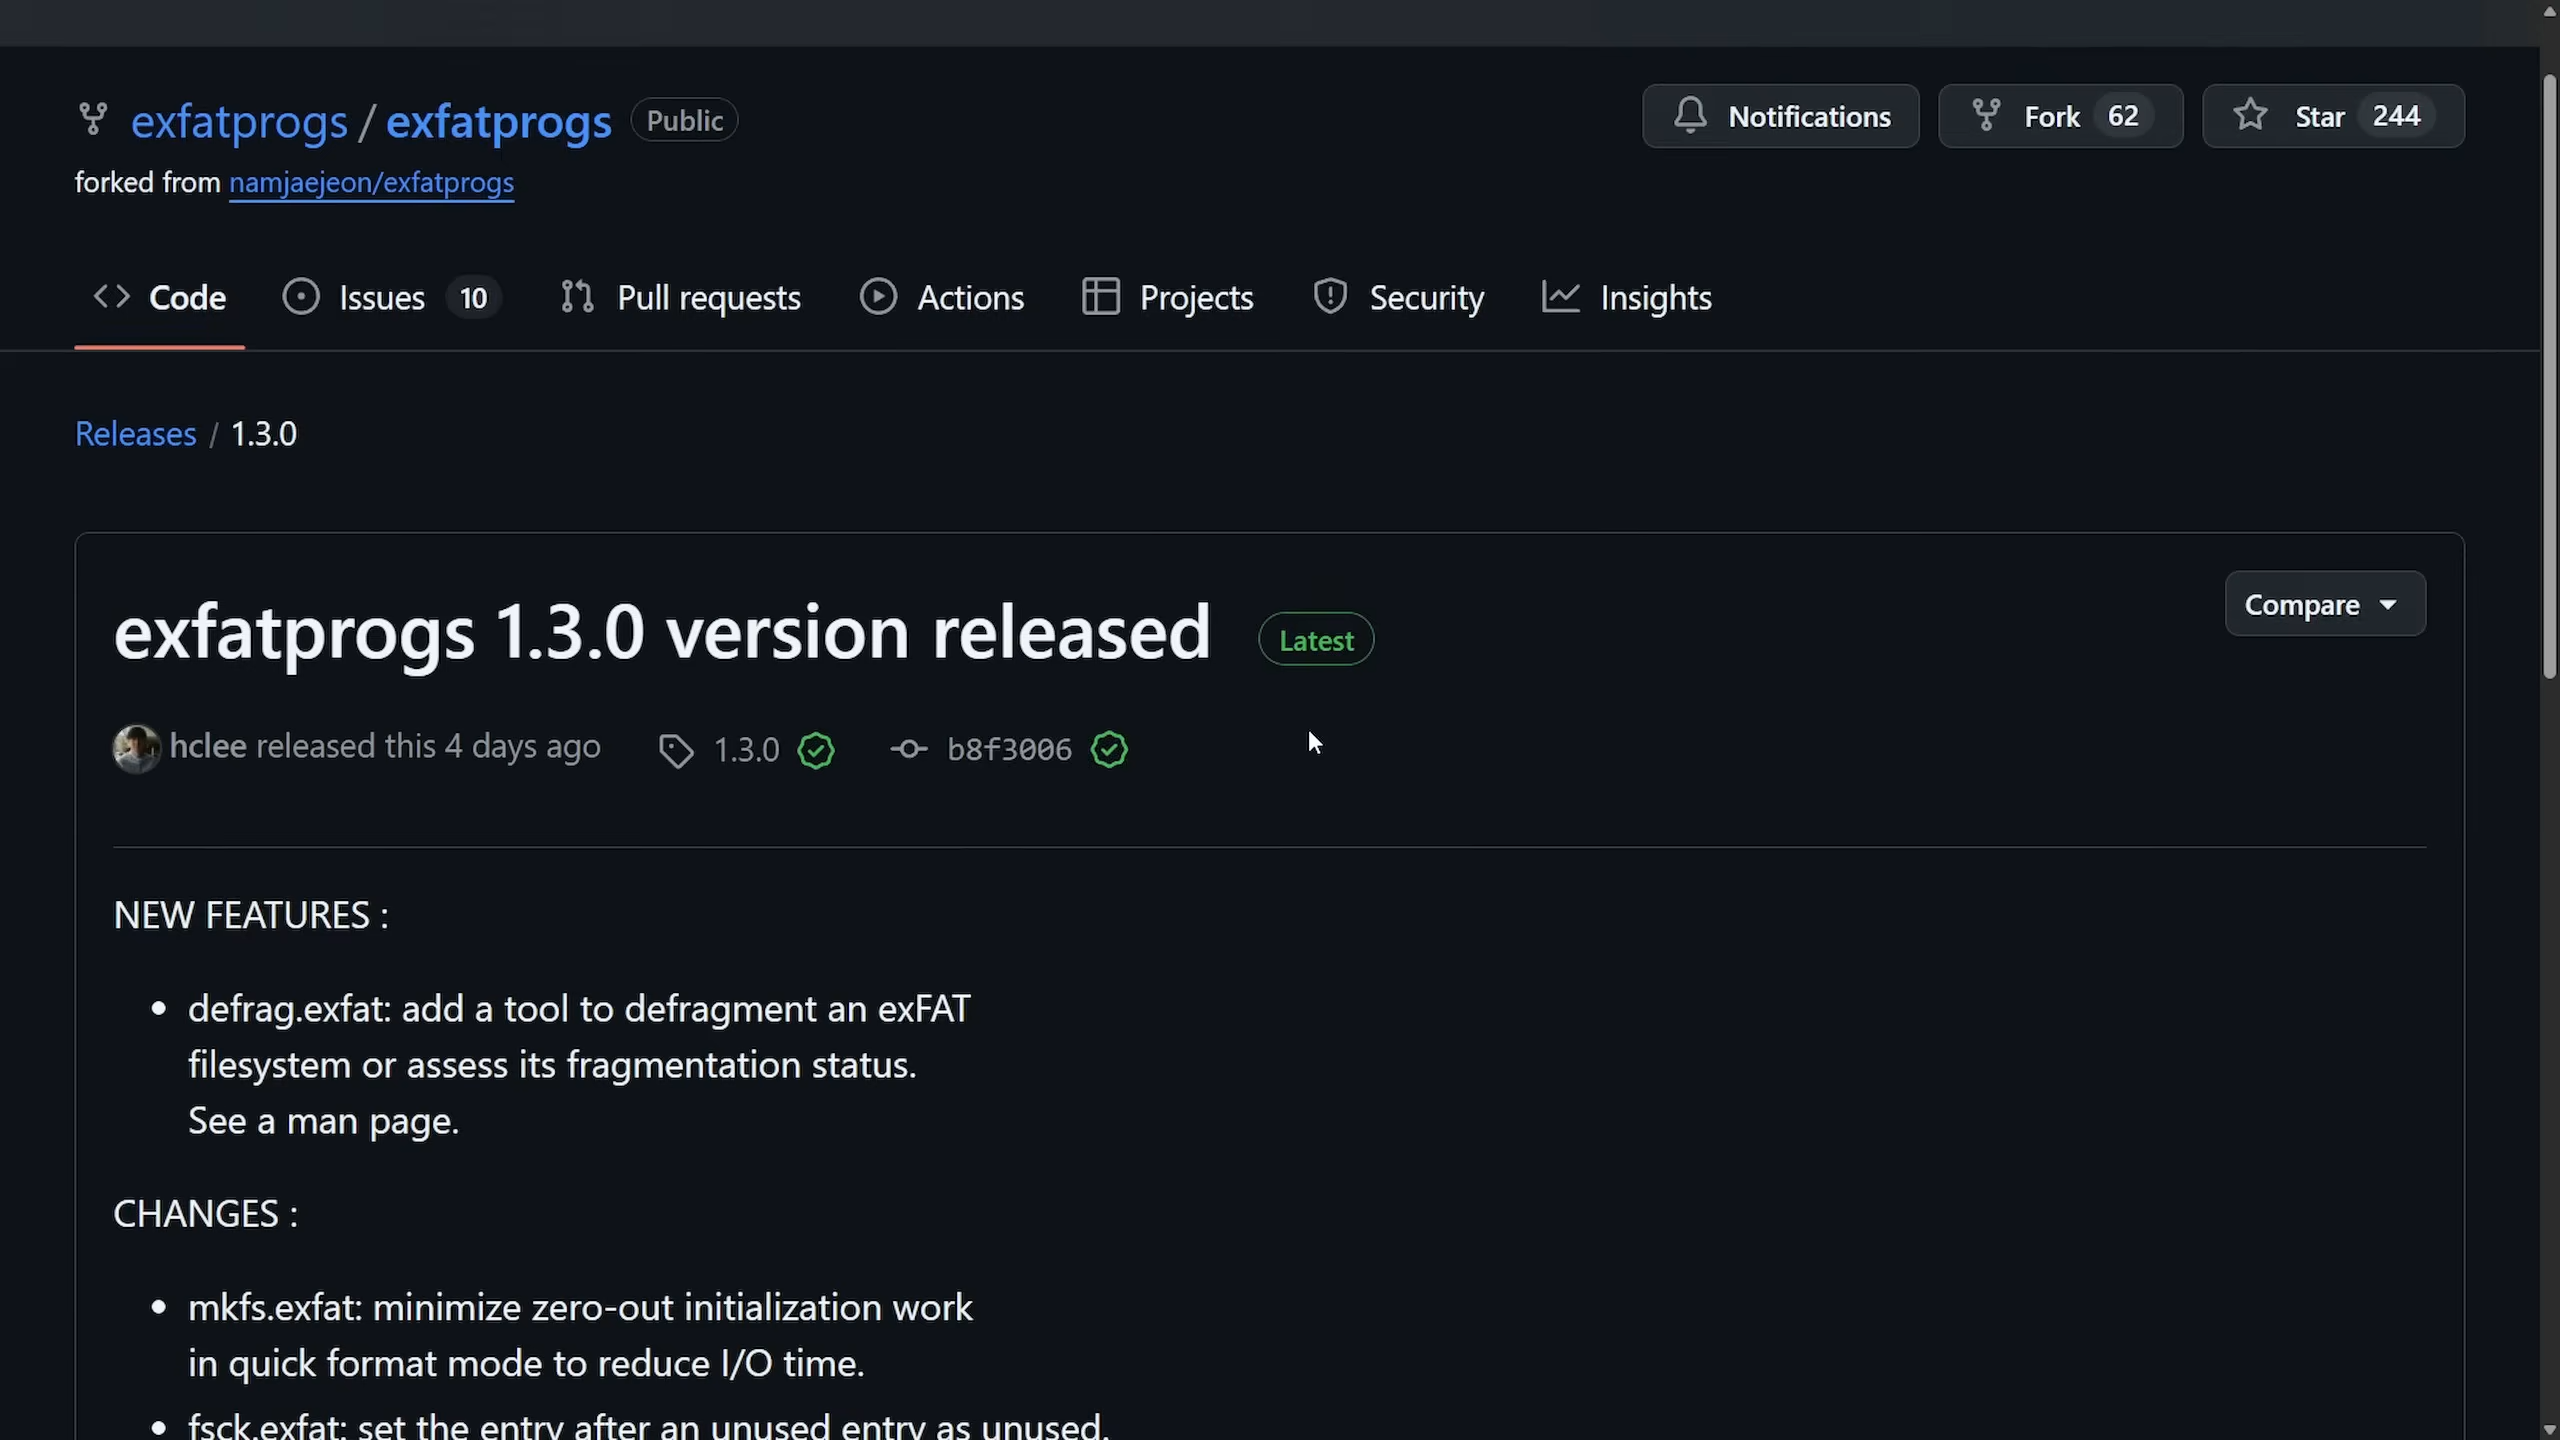 exfatprogs / exfatprogs Public
Notifications Fork 62 Star 244
forked from namjaejeon/exfatprogs
Code Issues 10 Pull requests Actions Projects Security Insights
Releases / 1.3.0
exfatprogs 1.3.0 version released Latest
Compare
hclee released this 4 days ago 1.3.0 b8f3006
NEW FEATURES :
• defrag.exfat: add a tool to defragment an exFAT
filesystem or assess its fragmentation status.
See a man page.
CHANGES :
• mkfs.exfat: minimize zero-out initialization work
in quick format mode to reduce I/O time.
• fsck.exfat: set the entry after an unused entry as unused.